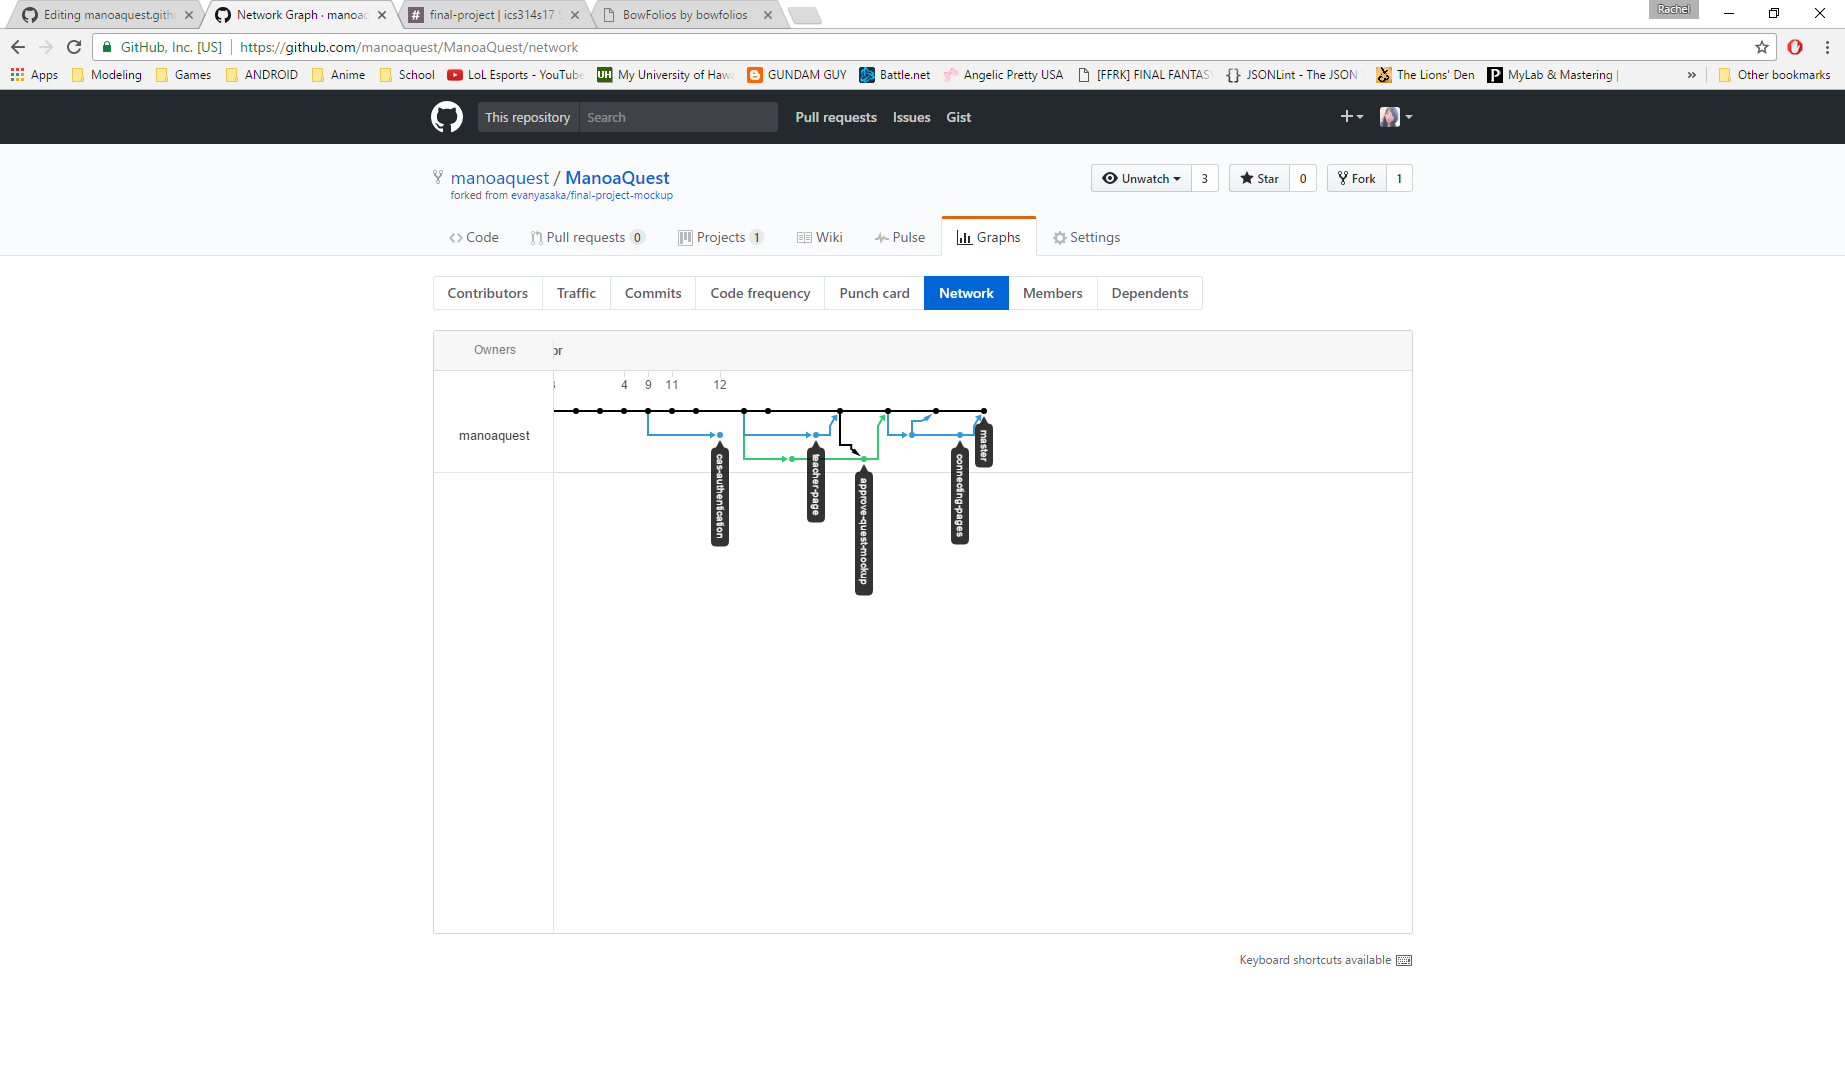 Rachel
Editing manoaquest.gith
Network Graph · manoaq
final-project | ics314s17
BowFolios by bowfolios
GitHub, Inc. [US] https://github.com/manoaquest/ManoaQuest/network
Apps Modeling Games ANDROID Anime School LoL Esports - YouTube My University of Hawa GUNDAM GUY Battle.net Angelic Pretty USA [FFRK] FINAL FANTASY JSONLint - The JSON The Lions' Den MyLab & Mastering | » Other bookmarks
This repository Search Pull requests Issues Gist
manoaquest / ManoaQuest
forked from evanyasaka/final-project-mockup
Unwatch 3 Star 0 Fork 1
Code Pull requests 0 Projects 1 Wiki Pulse Graphs Settings
Contributors Traffic Commits Code frequency Punch card Network Members Dependents
Owners
4 9 11 12
manoaquest
cas-authentication
teacher-page
approve-quest-mockup
connecting-pages
master
Keyboard shortcuts available